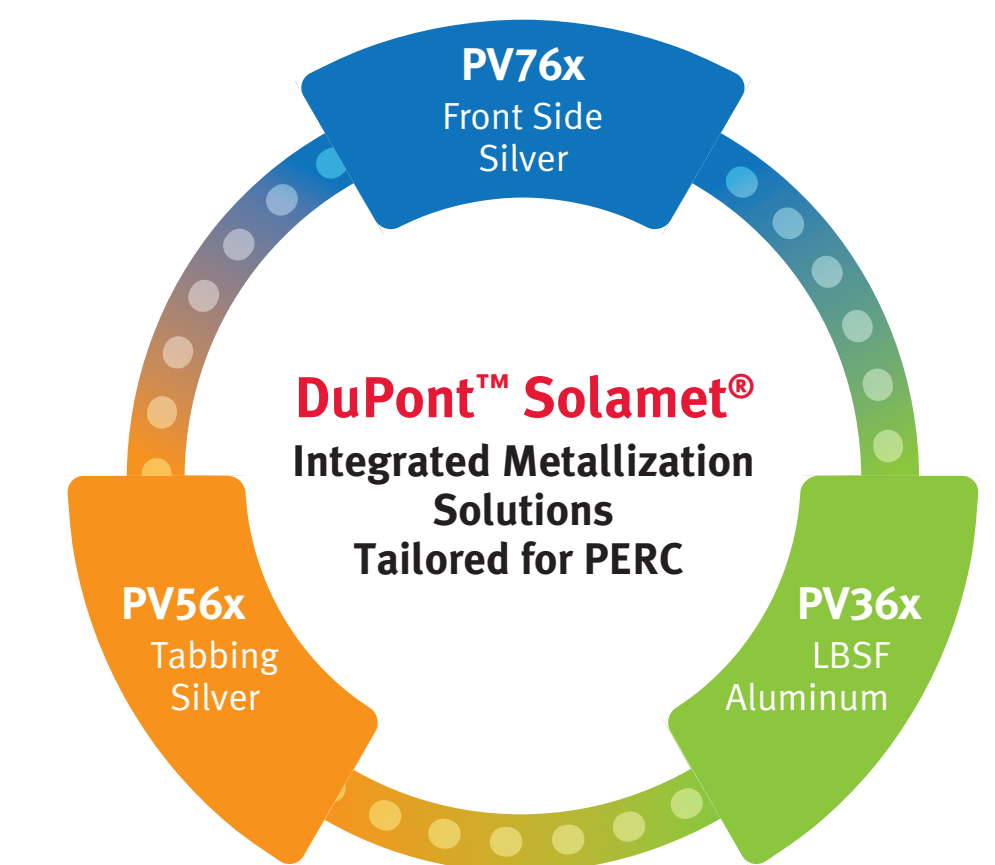 PV76x
Front Side
Silver
DuPont™ Solamet®
Integrated Metallization
Solutions
Tailored for PERC
PV56x
Tabbing
Silver
PV36x
LBSF
Aluminum